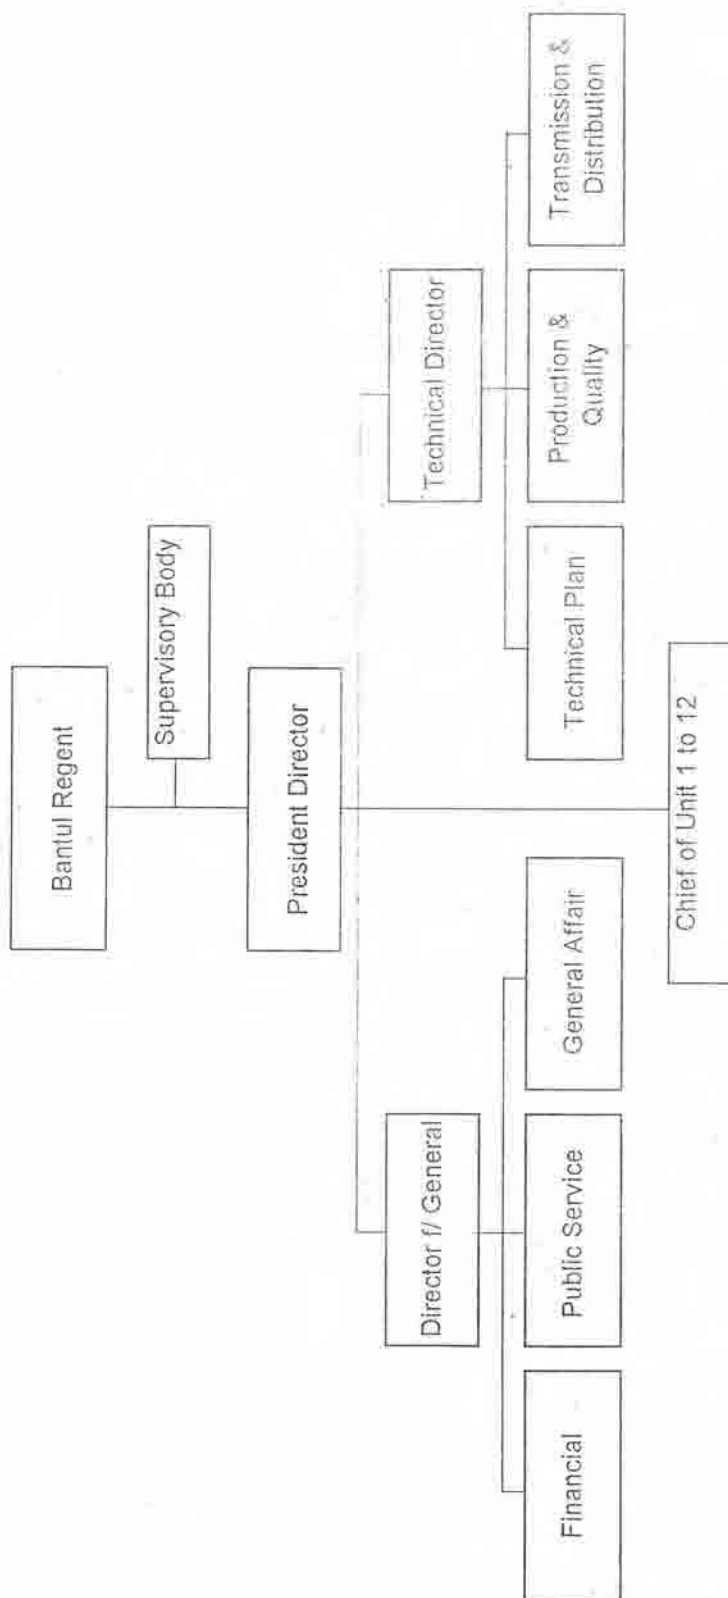 Bantul Regent
Supervisory Body
President Director
Director f/ General
Technical Director
Financial
Public Service
General Affair
Technical Plan
Production &
Quality
Transmission &
Distribution
Chief of Unit 1 to 12